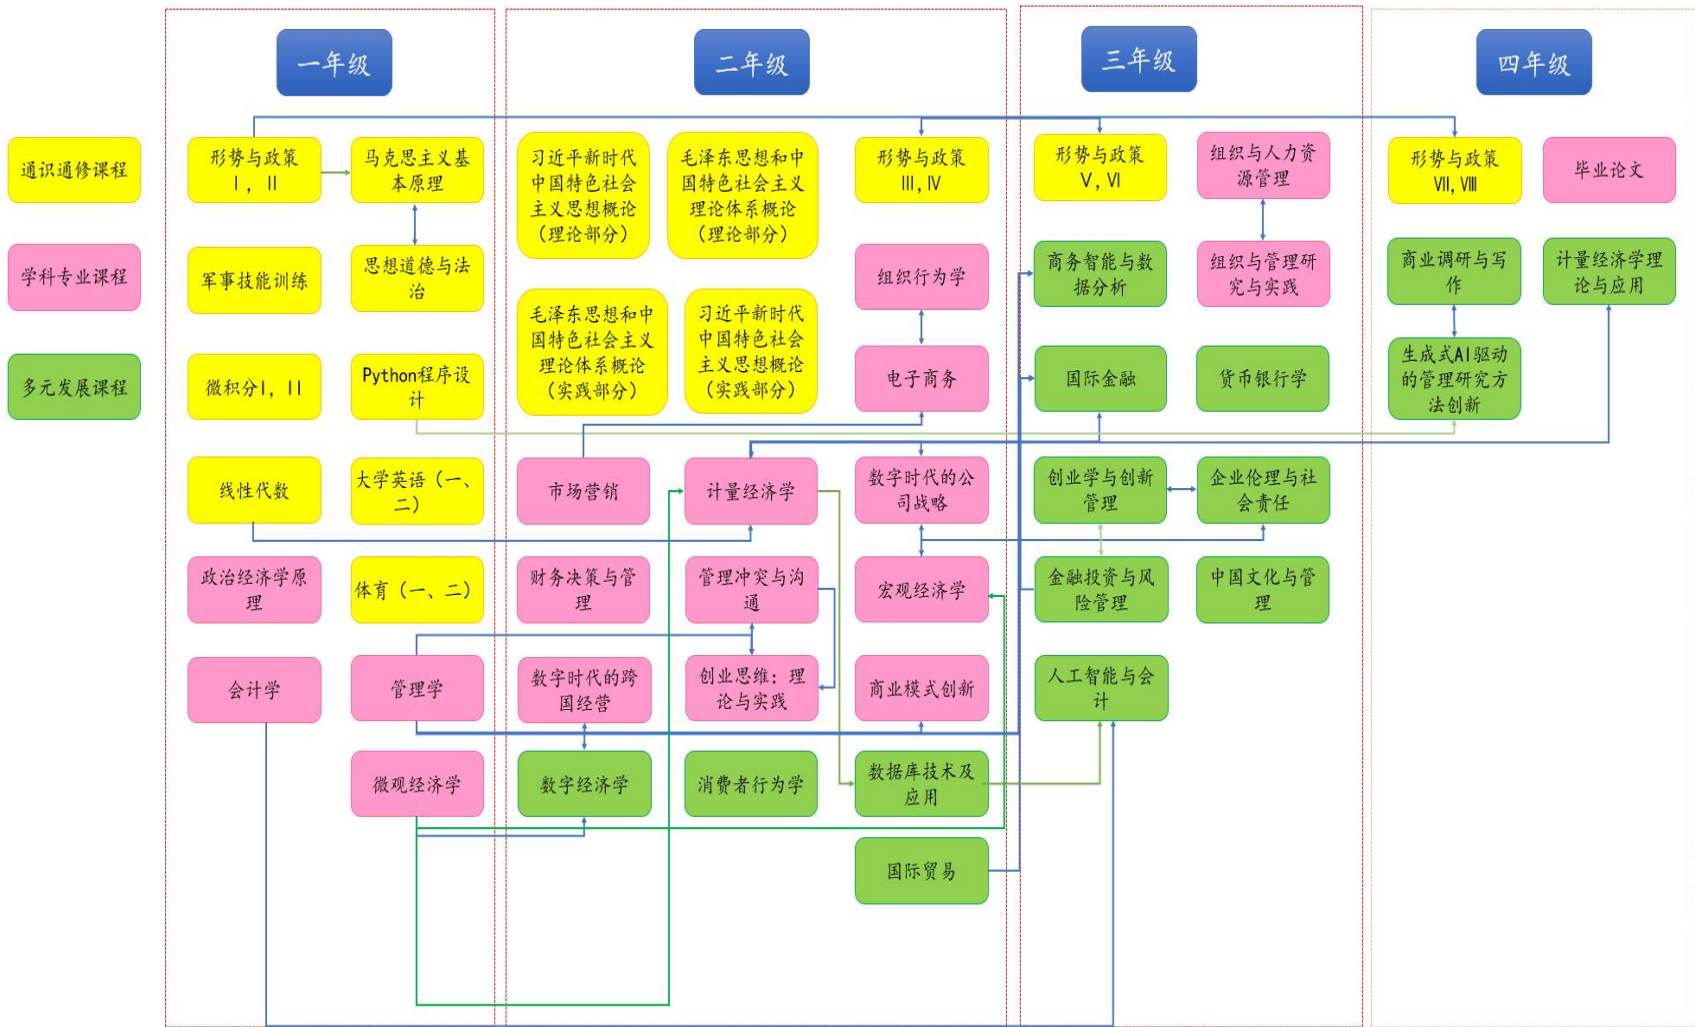 一年级
二年级
三年级
四年级
通识通修课程
学科专业课程
多元发展课程
形势与政策
I , II
马克思主义基
本原理
军事技能训练
思想道德与法
治
微积分I, II
Python程序设
计
线性代数
大学英语（一、
二）
政治经济学原
理
体育（一、二）
会计学
管理学
微观经济学
习近平新时代
中国特色社会
主义思想概论
（理论部分）
毛泽东思想和中
国特色社会主义
理论体系概论
（理论部分）
形势与政策
III, IV
毛泽东思想和中
国特色社会主义
理论体系概论
（实践部分）
习近平新时代
中国特色社会
主义思想概论
（实践部分）
组织行为学
电子商务
市场营销
计量经济学
数字时代的公
司战略
财务决策与管
理
管理冲突与沟
通
宏观经济学
数字时代的跨
国经营
创业思维：理
论与实践
商业模式创新
数字经济学
消费者行为学
数据库技术及
应用
国际贸易
形势与政策
V, VI
组织与人力资
源管理
商务智能与数
据分析
组织与管理研
究与实践
国际金融
货币银行学
创业学与创新
管理
企业伦理与社
会责任
金融投资与风
险管理
中国文化与管
理
人工智能与会
计
形势与政策
VII, VIII
毕业论文
商业调研与写
作
计量经济学理
论与应用
生成式AI驱动
的管理研究方
法创新